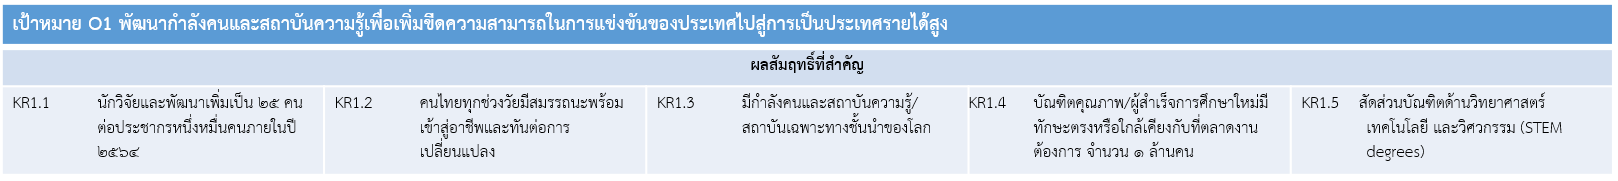 เป้าหมาย O1 พัฒนากำลังคนและสถาบันความรู้เพื่อเพิ่มขีดความสามารถในการแข่งขันของประเทศไปสู่การเป็นประเทศรายได้สูง
ผลสัมฤทธิ์ที่สำคัญ
KR1.1 นักวิจัยและพัฒนาเพิ่มเป็น ๒๕ คน
ต่อประชากรหนึ่งหมื่นคนภายในปี
๒๕๖๔
KR1.2 คนไทยทุกช่วงวัยมีสมรรถนะพร้อม
เข้าสู่อาชีพและทันต่อการ
เปลี่ยนแปลง
KR1.3 มีกำลังคนและสถาบันความรู้/
สถาบันเฉพาะทางชั้นนำของโลก
KR1.4 บัณฑิตคุณภาพ/ผู้สำเร็จการศึกษาใหม่มี
ทักษะตรงหรือใกล้เคียงกับที่ตลาดงาน
ต้องการ จำนวน ๑ ล้านคน
KR1.5 สัดส่วนบัณฑิตด้านวิทยาศาสตร์
เทคโนโลยี และวิศวกรรม (STEM
degrees)